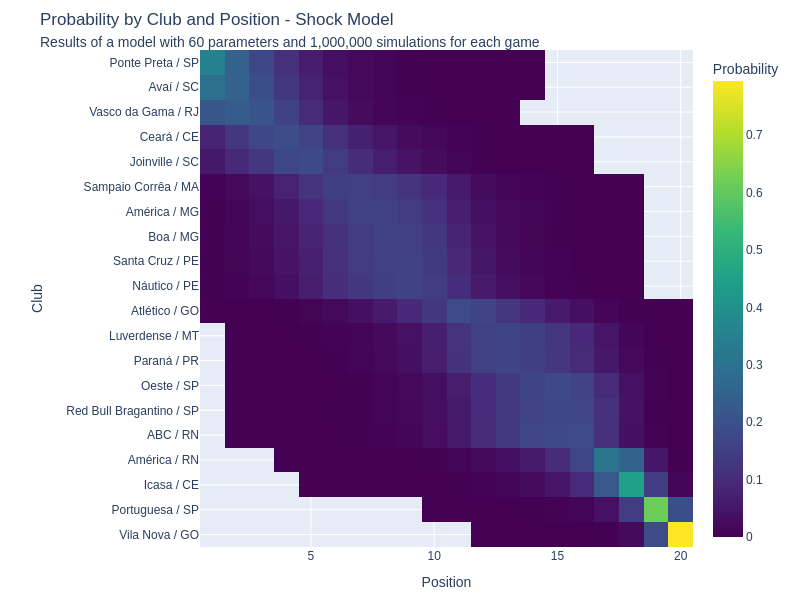 Probability by Club and Position - Shock Model
Results of a model with 60 parameters and 1,000,000 simulations for each game
Probability
Ponte Preta / SP
Avaí / SC
Vasco da Gama / RJ
Ceará / CE
Joinville / SC
Sampaio Corrêa / MA
América / MG
Boa / MG
Santa Cruz / PE
Náutico / PE
Atlético / GO
Luverdense / MT
Paraná / PR
Oeste / SP
Red Bull Bragantino / SP
ABC / RN
América / RN
Icasa / CE
Portuguesa / SP
Vila Nova / GO
Club
5
10
15
20
Position
0.7
0.6
0.5
0.4
0.3
0.2
0.1
0